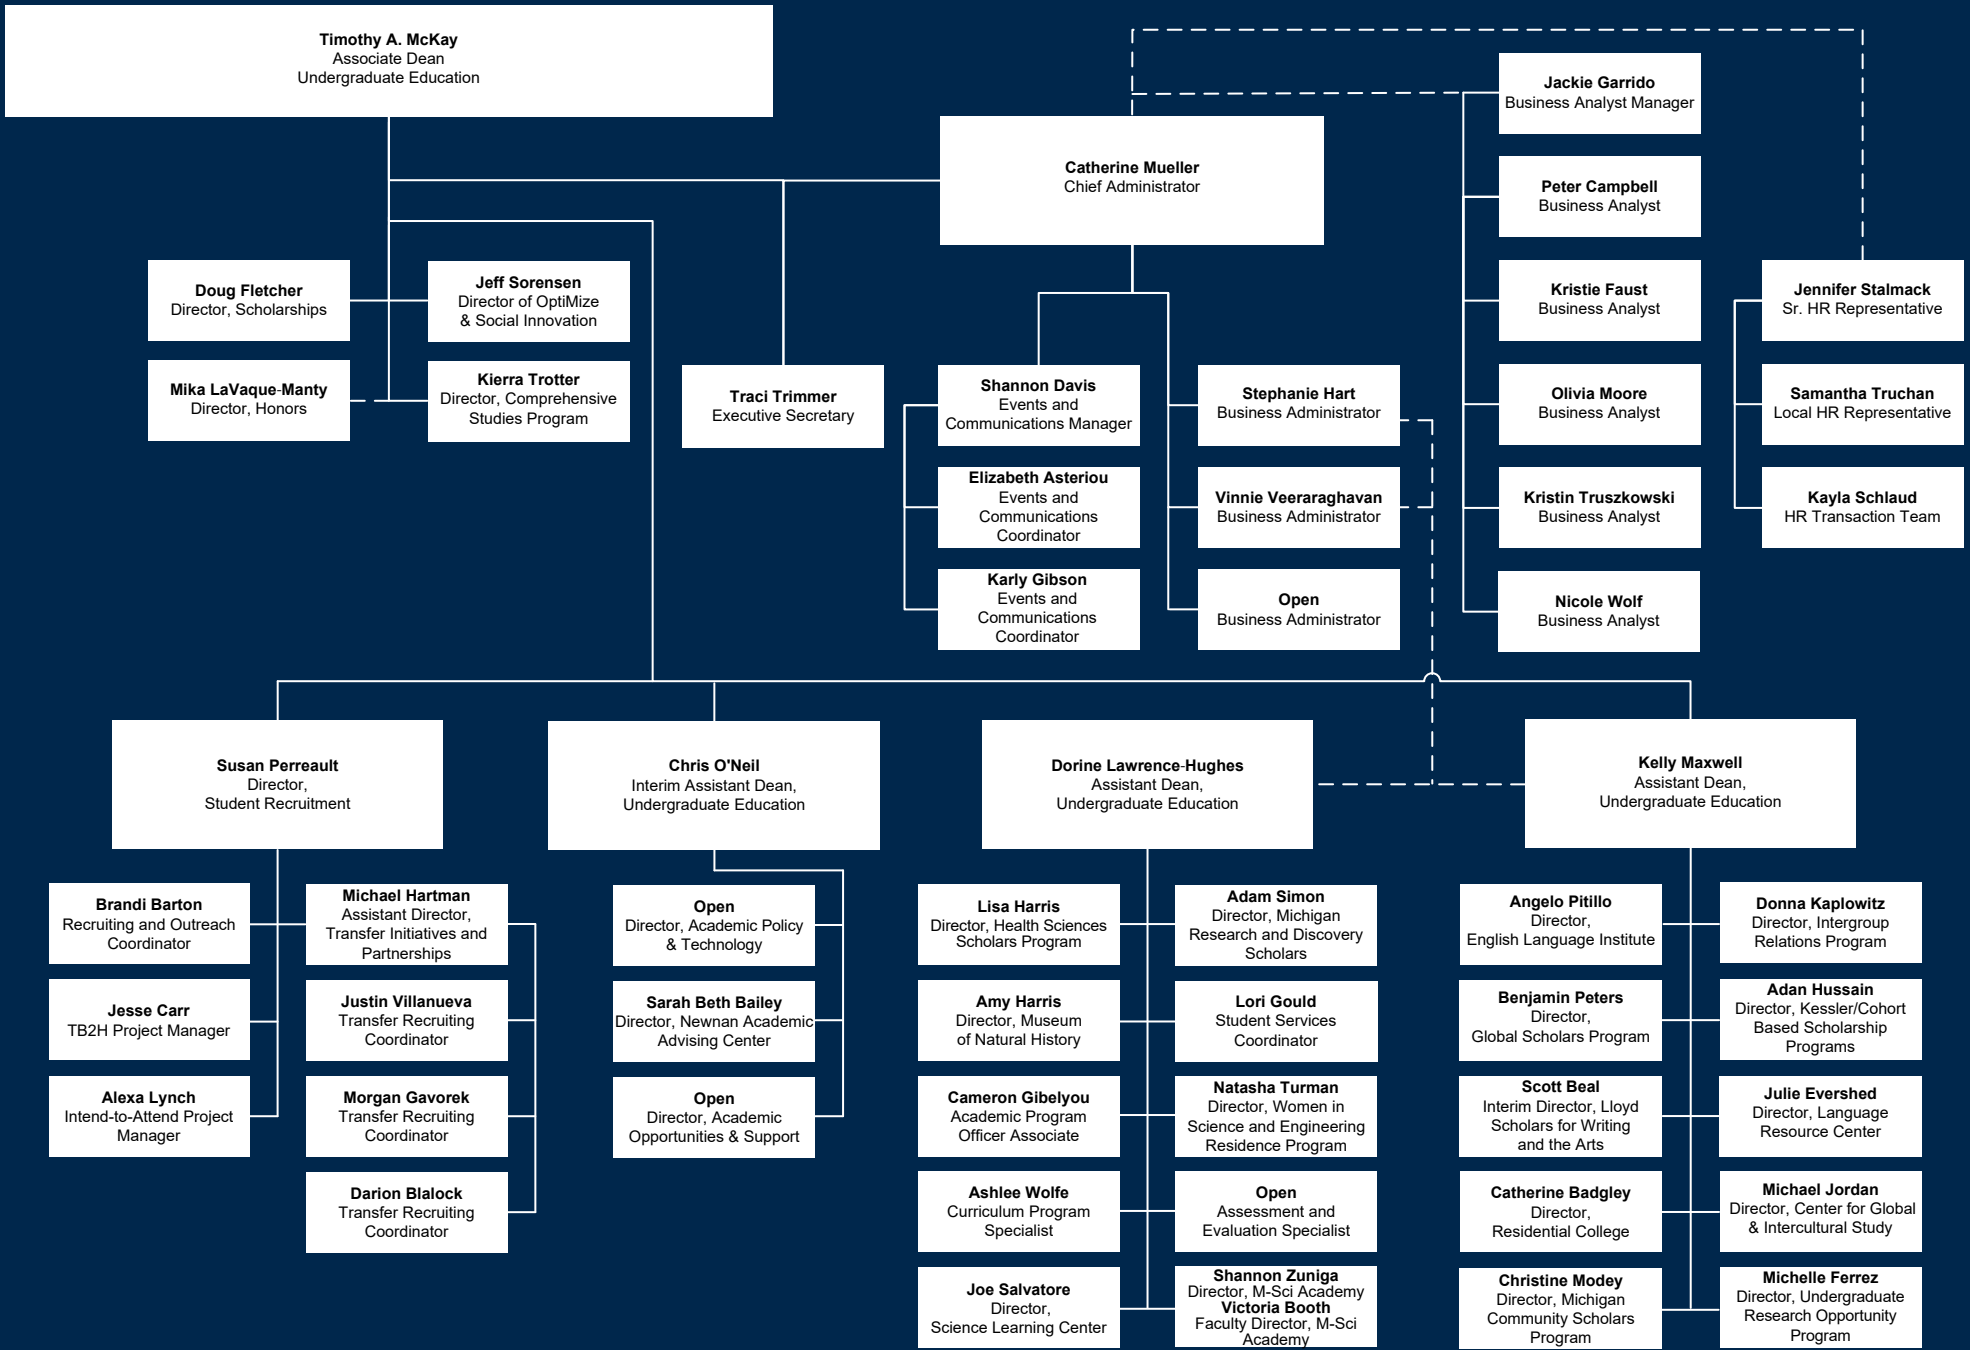 Timothy A. McKay
Associate Dean
Undergraduate Education
Catherine Mueller
Chief Administrator
Jackie Garrido
Business Analyst Manager
Peter Campbell
Business Analyst
Kristie Faust
Business Analyst
Olivia Moore
Business Analyst
Kristin Truszkowski
Business Analyst
Nicole Wolf
Business Analyst
Jennifer Stalmack
Sr. HR Representative
Samantha Truchan
Local HR Representative
Kayla Schlaud
HR Transaction Team
Doug Fletcher
Director, Scholarships
Jeff Sorensen
Director of OptiMize
& Social Innovation
Mika LaVaque-Manty
Director, Honors
Kierra Trotter
Director, Comprehensive
Studies Program
Traci Trimmer
Executive Secretary
Shannon Davis
Events and
Communications Manager
Elizabeth Asteriou
Events and
Communications
Coordinator
Karly Gibson
Events and
Communications
Coordinator
Stephanie Hart
Business Administrator
Vinnie Veeraraghavan
Business Administrator
Open
Business Administrator
Susan Perreault
Director,
Student Recruitment
Brandi Barton
Recruiting and Outreach
Coordinator
Jesse Carr
TB2H Project Manager
Alexa Lynch
Intend-to-Attend Project
Manager
Michael Hartman
Assistant Director,
Transfer Initiatives and
Partnerships
Justin Villanueva
Transfer Recruiting
Coordinator
Morgan Gavorek
Transfer Recruiting
Coordinator
Darion Blalock
Transfer Recruiting
Coordinator
Chris O'Neil
Interim Assistant Dean,
Undergraduate Education
Open
Director, Academic Policy
& Technology
Sarah Beth Bailey
Director, Newnan Academic
Advising Center
Open
Director, Academic
Opportunities & Support
Dorine Lawrence-Hughes
Assistant Dean,
Undergraduate Education
Lisa Harris
Director, Health Sciences
Scholars Program
Amy Harris
Director, Museum
of Natural History
Cameron Gibelyou
Academic Program
Officer Associate
Ashlee Wolfe
Curriculum Program
Specialist
Joe Salvatore
Director,
Science Learning Center
Adam Simon
Director, Michigan
Research and Discovery
Scholars
Lori Gould
Student Services
Coordinator
Natasha Turman
Director, Women in
Science and Engineering
Residence Program
Open
Assessment and
Evaluation Specialist
Shannon Zuniga
Director, M-Sci Academy
Victoria Booth
Faculty Director, M-Sci
Academy
Kelly Maxwell
Assistant Dean,
Undergraduate Education
Angelo Pitillo
Director,
English Language Institute
Benjamin Peters
Director,
Global Scholars Program
Scott Beal
Interim Director, Lloyd
Scholars for Writing
and the Arts
Catherine Badgley
Director,
Residential College
Christine Modey
Director, Michigan
Community Scholars
Program
Donna Kaplowitz
Director, Intergroup
Relations Program
Adan Hussain
Director, Kessler/Cohort
Based Scholarship
Programs
Julie Evershed
Director, Language
Resource Center
Michael Jordan
Director, Center for Global
& Intercultural Study
Michelle Ferrez
Director, Undergraduate
Research Opportunity
Program